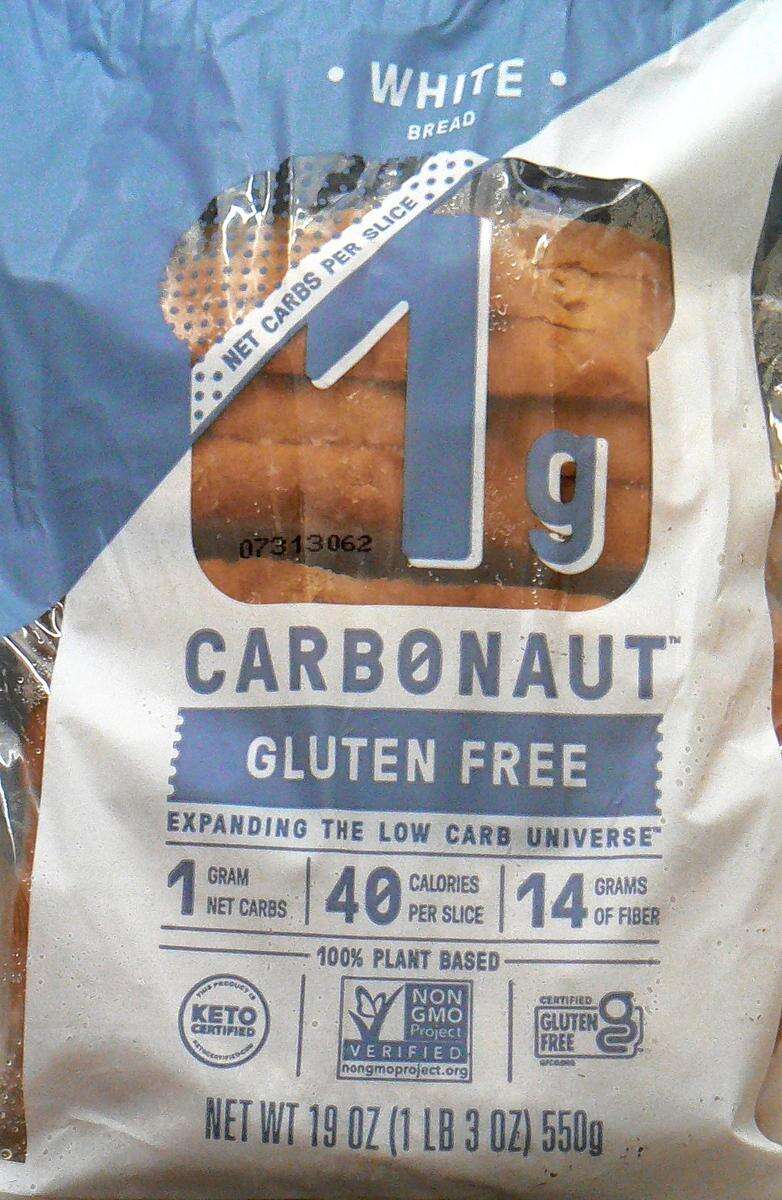 • WHITE •
BREAD
NET CARBS PER SLICE
1g
07313062
CARBONAUT™
GLUTEN FREE
EXPANDING THE LOW CARB UNIVERSE™
1 GRAM NET CARBS
40 CALORIES PER SLICE
14 GRAMS OF FIBER
100% PLANT BASED
THIS PRODUCT IS
KETO
CERTIFIED
NON
GMO
Project
VERIFIED
nongmoproject.org
CERTIFIED
GLUTEN
FREE
NET WT 19 OZ (1 LB 3 OZ) 550g